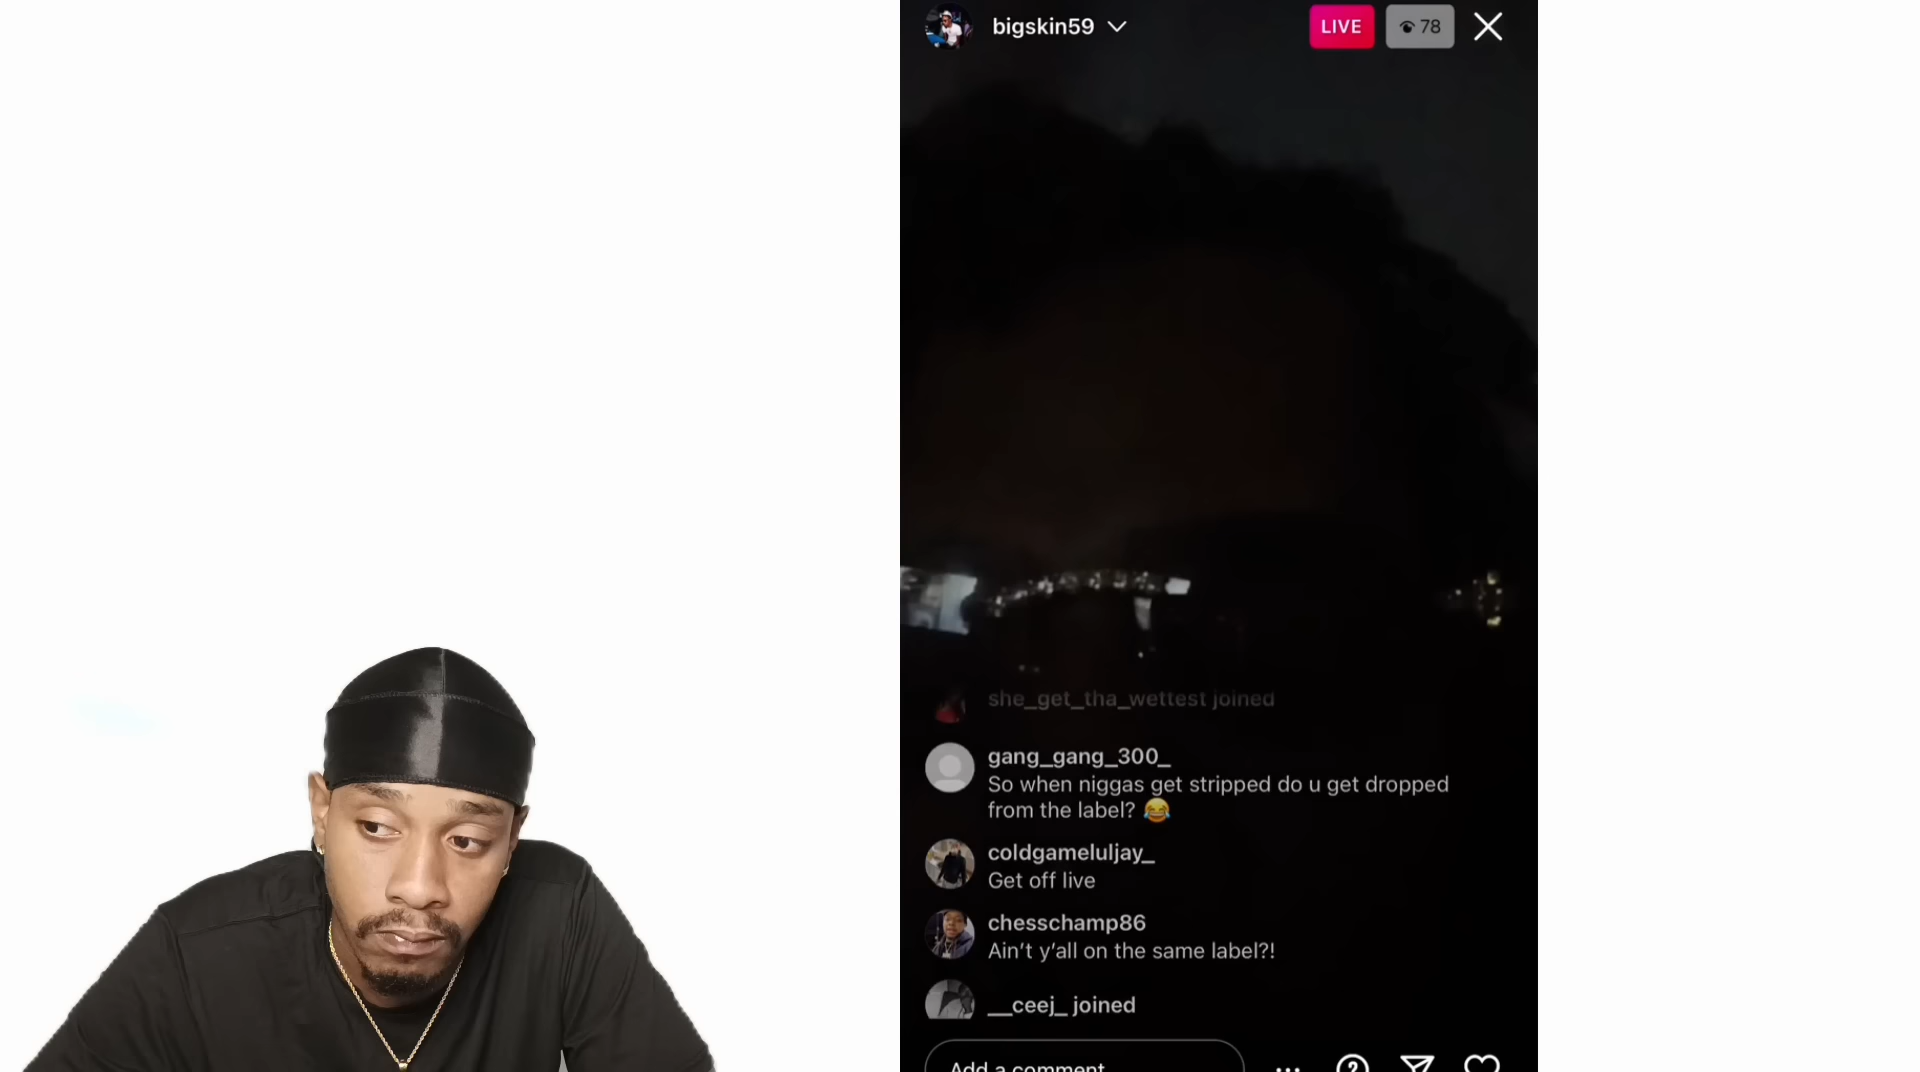 bigskin59
LIVE
78
she_get_tha_wettest joined
gang_gang_300_
So when niggas get stripped do u get dropped
from the label? 😂
coldgameluljay_
Get off live
chesschamp86
Ain't y'all on the same label?!
__ceej_ joined
Add a comment
...